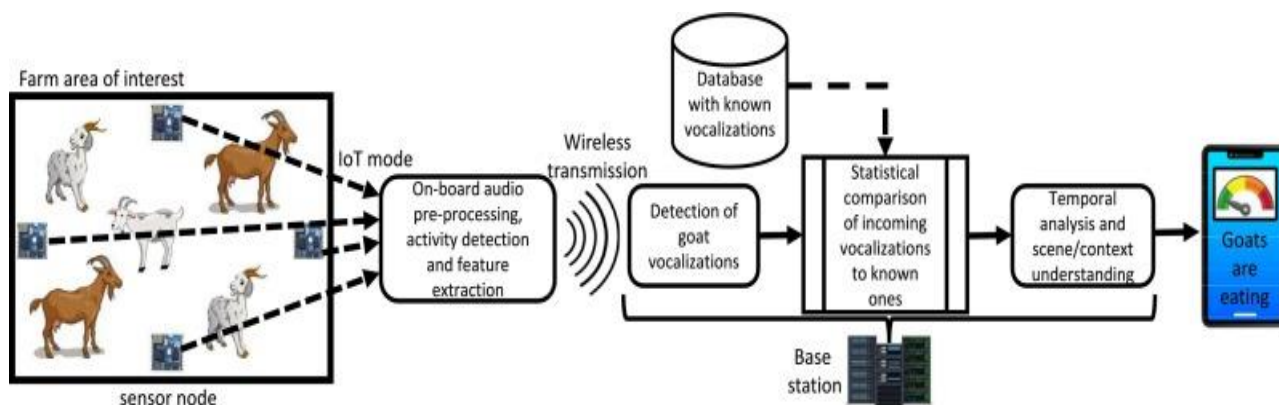 Farm area of interest
sensor node
IoT mode
On-board audio
pre-processing,
activity detection
and feature
extraction
Wireless
transmission
Detection of
goat
vocalizations
Database
with known
vocalizations
Statistical
comparison
of incoming
vocalizations
to known
ones
Temporal
analysis and
scene/context
understanding
Base
station
Goats
are
eating